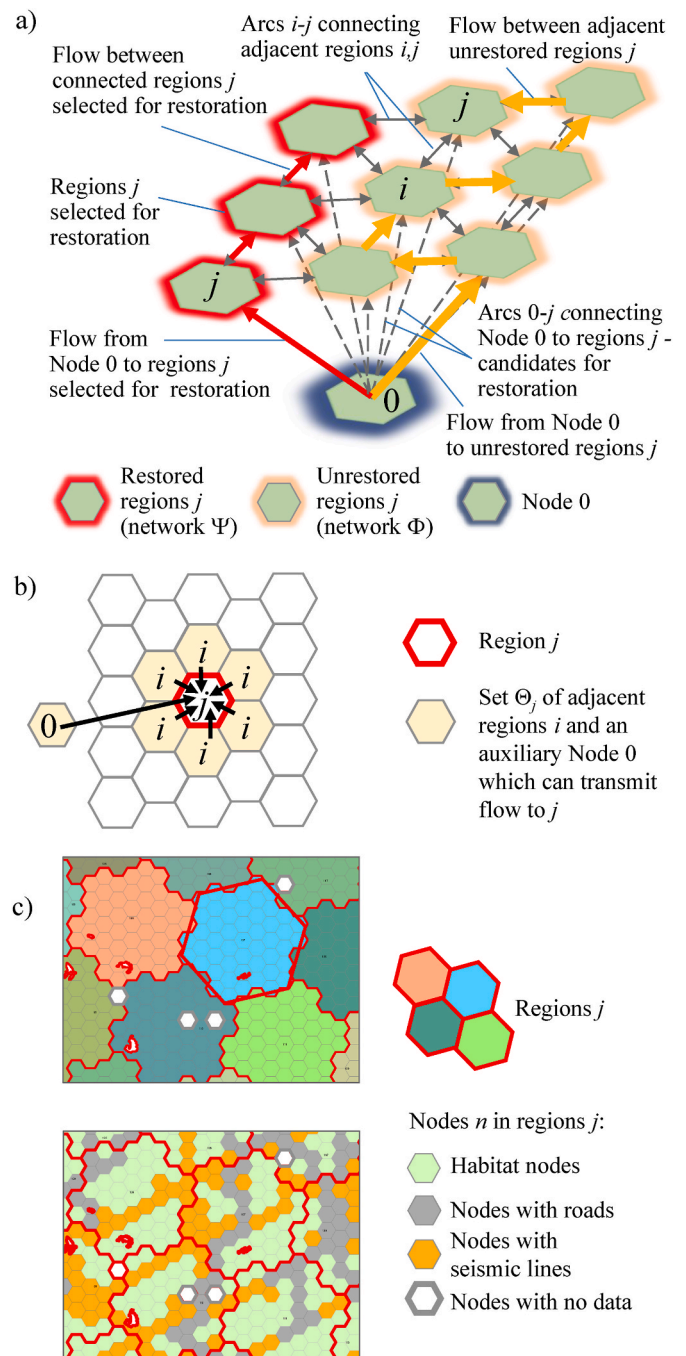 a)
Flow between
connected regions j
selected for restoration
Arcs i-j connecting
adjacent regions i,j
Flow between adjacent
unrestored regions j
j
i
j
Regions j
selected for
restoration
Flow from
Node 0 to regions j
selected for restoration
Arcs 0-j connecting
Node 0 to regions j -
candidates for
restoration
0
Flow from Node 0
to unrestored regions j
Restored
regions j
(network Ψ)
Unrestored
regions j
(network Φ)
Node 0
b)
i
i
i
j
0
i
i
i
Region j
Set Θj of adjacent
regions i and an
auxiliary Node 0
which can transmit
flow to j
c)
Regions j
Nodes n in regions j:
Habitat nodes
Nodes with roads
Nodes with
seismic lines
Nodes with no data